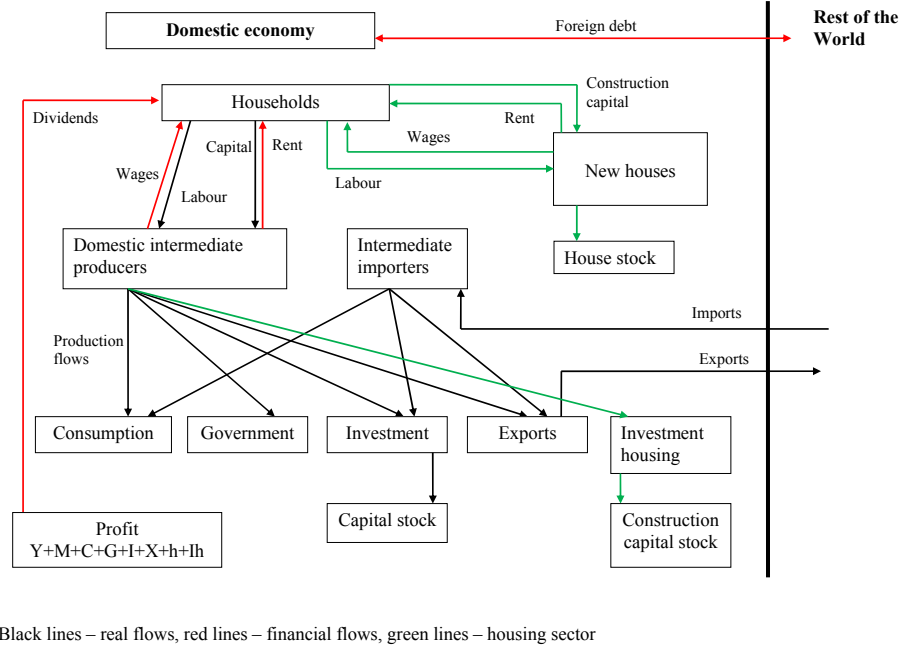 Domestic economy
Foreign debt
Rest of the
World
Households
Construction
capital
Dividends
Rent
Wages
Capital
Rent
Wages
Labour
Labour
New houses
Domestic intermediate
producers
Intermediate
importers
House stock
Imports
Production
flows
Exports
Consumption
Government
Investment
Exports
Investment
housing
Capital stock
Construction
capital stock
Profit
Y+M+C+G+I+X+h+Ih
Black lines – real flows, red lines – financial flows, green lines – housing sector